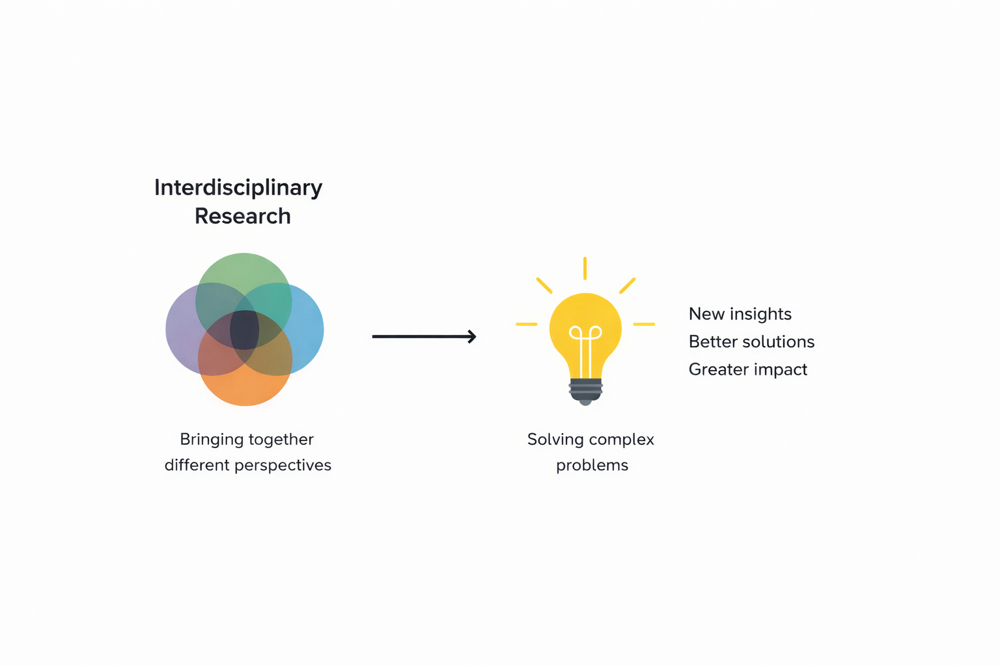 Interdisciplinary
Research
Bringing together
different perspectives
Solving complex
problems
New insights
Better solutions
Greater impact